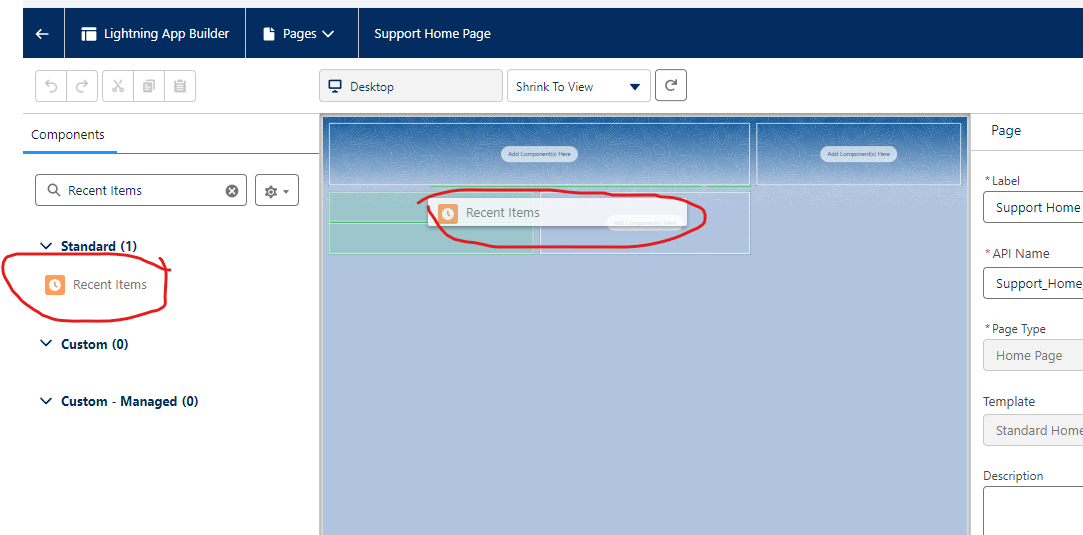 Lightning App Builder
Pages
Support Home Page
Desktop
Shrink To View
Components
Recent Items
Standard (1)
Recent Items
Custom (0)
Custom - Managed (0)
Add Component(s) Here
Add Component(s) Here
Recent Items
Add Component(s) Here
Page
*Label
Support Home
*API Name
Support_Home_
*Page Type
Home Page
Template
Standard Home
Description